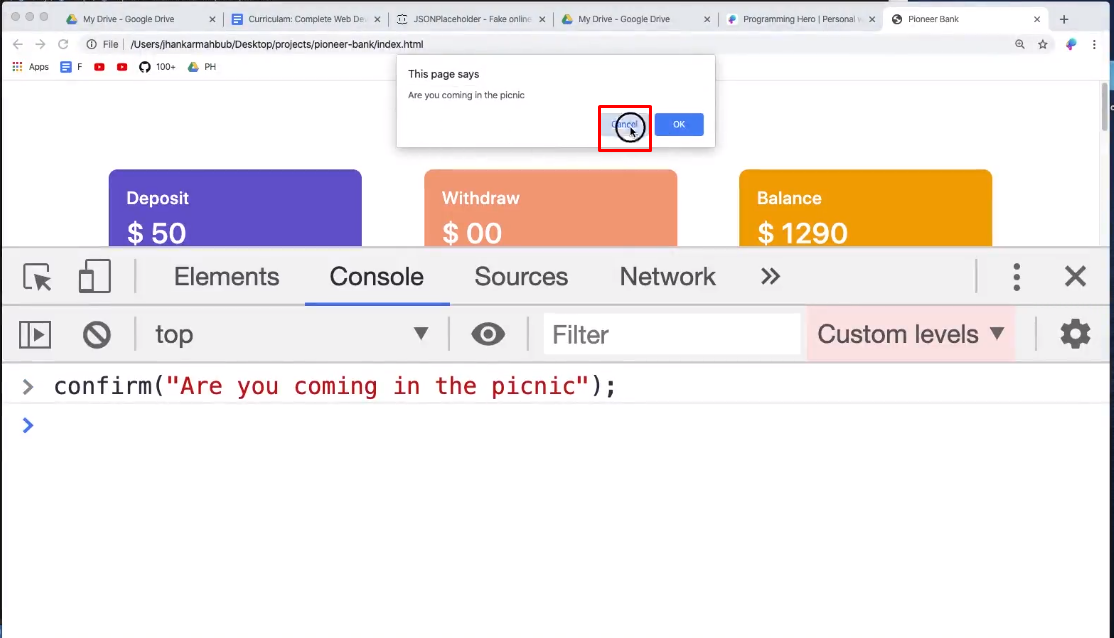 My Drive - Google Drive
Curriculam: Complete Web Dev
JSONPlaceholder - Fake online
My Drive - Google Drive
Programming Hero | Personal
Pioneer Bank
File | /Users/jhankarmahbub/Desktop/projects/pioneer-bank/index.html
Apps F 100+ PH
This page says
Are you coming in the picnic
Cancel OK
Deposit Withdraw Balance
$ 50 $ 00 $ 1290
Elements Console Sources Network »
top Filter Custom levels
> confirm("Are you coming in the picnic");
>